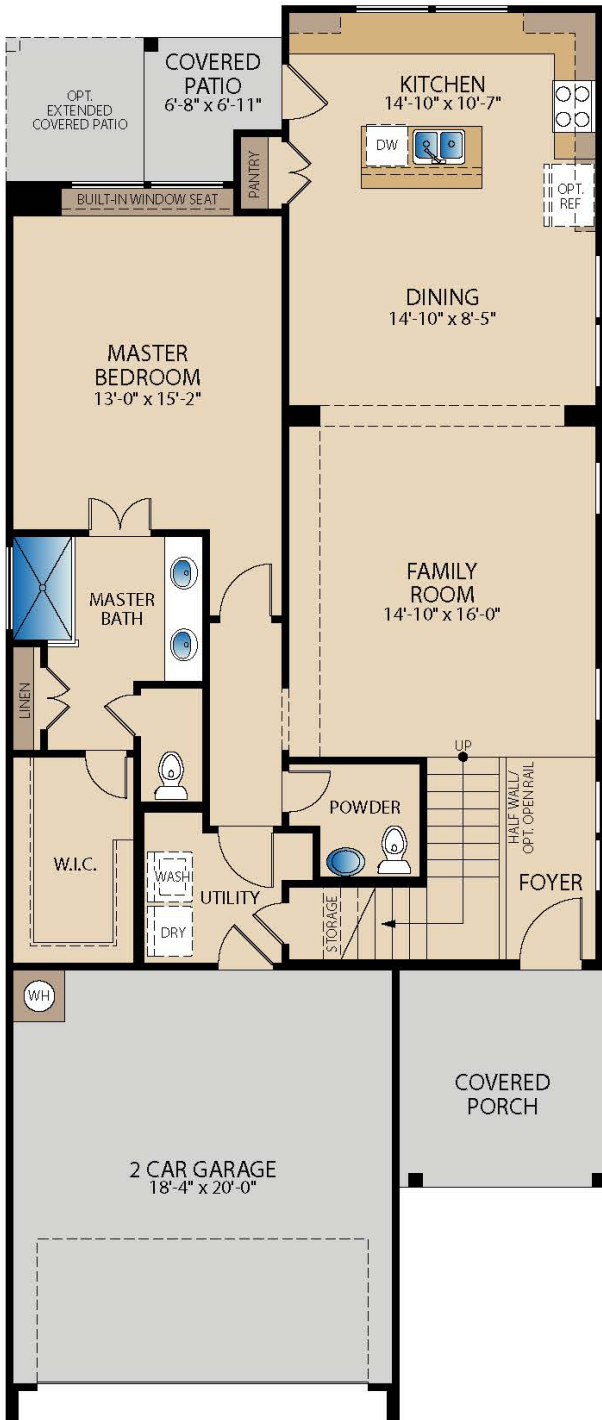 COVERED
PATIO
6'-8" x 6'-11"
OPT.
EXTENDED
COVERED PATIO
KITCHEN
14'-10" x 10'-7"
DW
PANTRY
OPT.
REF
BUILT-IN WINDOW SEAT
DINING
14'-10" x 8'-5"
MASTER
BEDROOM
13'-0" x 15'-2"
FAMILY
ROOM
14'-10" x 16'-0"
MASTER
BATH
LINEN
UP
HALF WALL/
OPT. OPEN RAIL
POWDER
W.I.C.
WASH
UTILITY
DRY
STORAGE
FOYER
WH
COVERED
PORCH
2 CAR GARAGE
18'-4" x 20'-0"